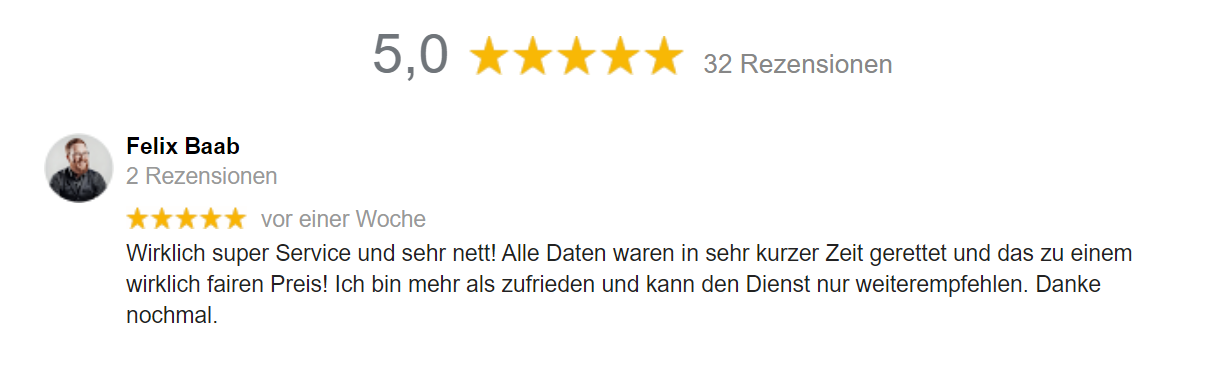 5,0 32 Rezensionen
Felix Baab
2 Rezensionen
vor einer Woche
Wirklich super Service und sehr nett! Alle Daten waren in sehr kurzer Zeit gerettet und das zu einem
wirklich fairen Preis! Ich bin mehr als zufrieden und kann den Dienst nur weiterempfehlen. Danke
nochmal.